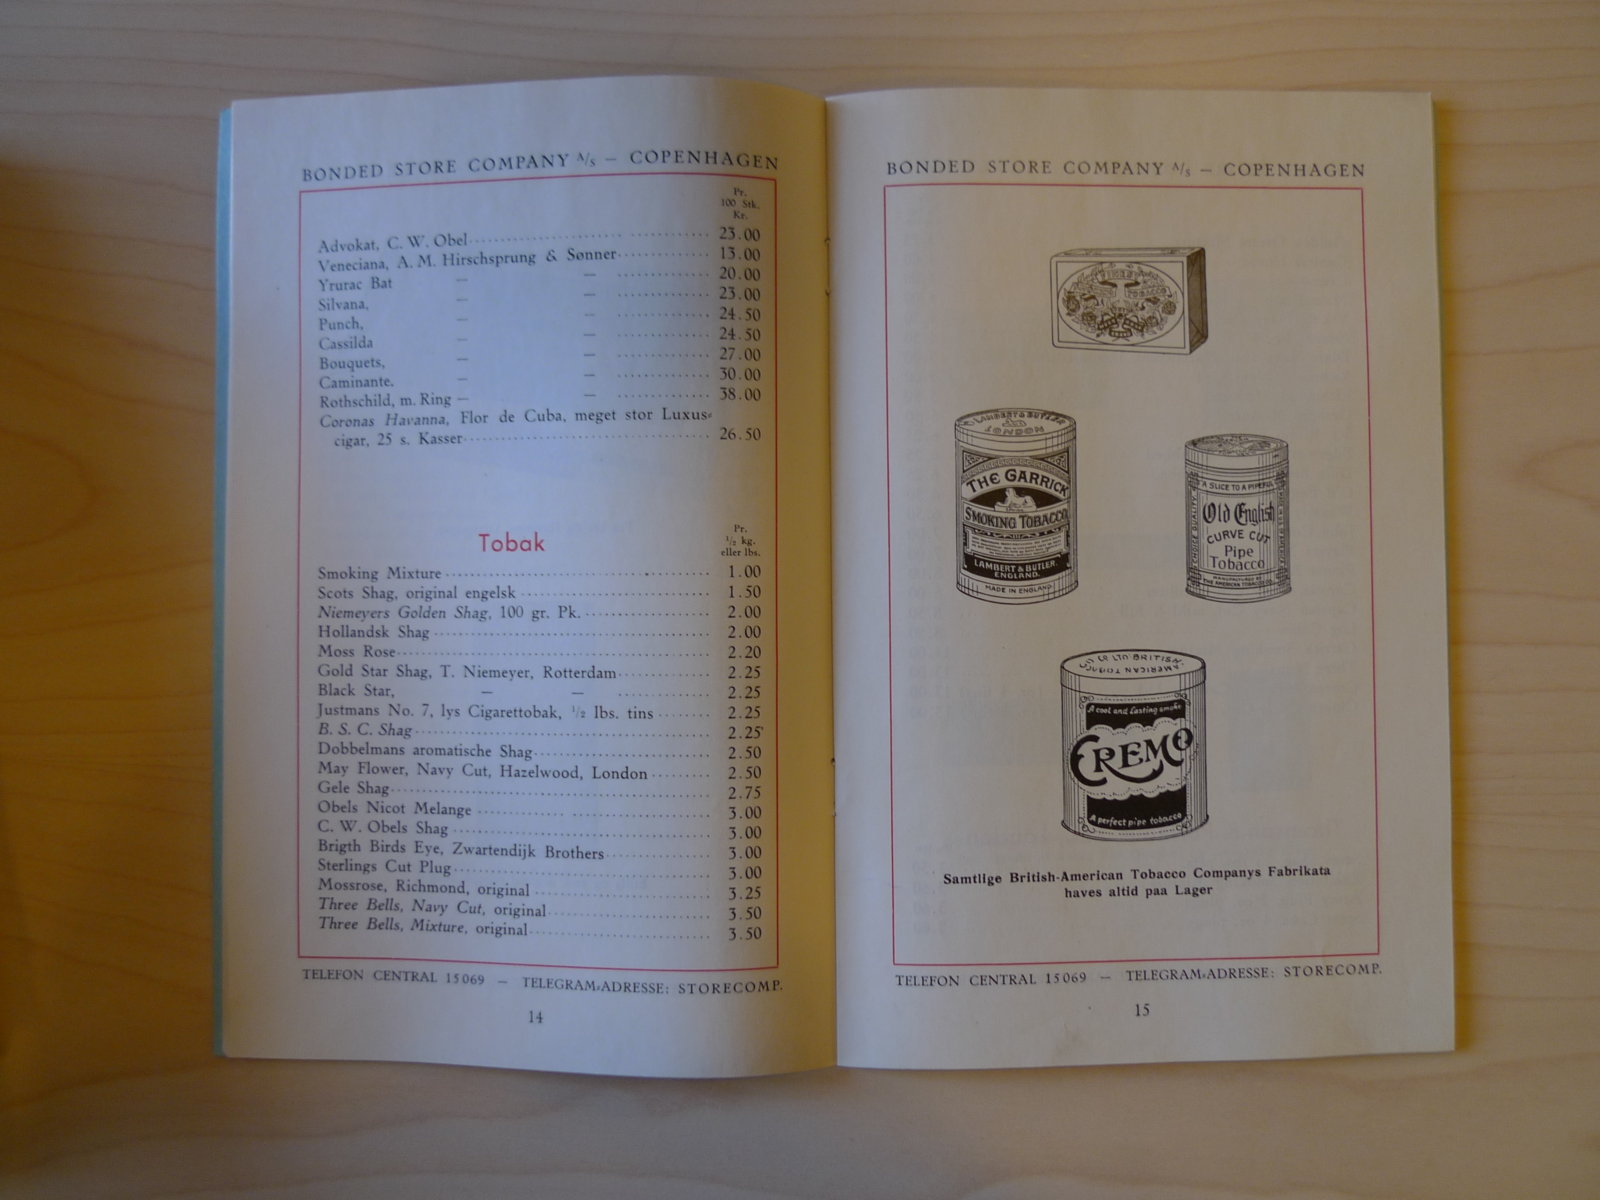 BONDED STORE COMPANY A/S — COPENHAGEN
Pr.
100 Stk.
Kr.
Advokat, C. W. Obel 23.00
Veneciana, A. M. Hirschsprung & Sønner 13.00
Yrurac Bat — — 20.00
Silvana, — — 23.00
Punch, — — 24.50
Cassilda — — 24.50
Bouquets, — — 27.00
Caminante. — — 30.00
Rothschild, m. Ring — — 38.00
Coronas Havanna, Flor de Cuba, meget stor Luxus-
cigar, 25 s. Kasser 26.50
Tobak
Pr.
1/2 kg.
eller lbs.
Smoking Mixture 1.00
Scots Shag, original engelsk 1.50
Niemeyers Golden Shag, 100 gr. Pk. 2.00
Hollandsk Shag 2.00
Moss Rose 2.20
Gold Star Shag, T. Niemeyer, Rotterdam 2.25
Black Star, — — 2.25
Justmans No. 7, lys Cigarettobak, 1/2 lbs. tins 2.25
B. S. C. Shag 2.25
Dobbelmans aromatische Shag 2.50
May Flower, Navy Cut, Hazelwood, London 2.50
Gele Shag 2.75
Obels Nicot Melange 3.00
C. W. Obels Shag 3.00
Brigth Birds Eye, Zwartendijk Brothers 3.00
Sterlings Cut Plug 3.00
Mossrose, Richmond, original 3.25
Three Bells, Navy Cut, original 3.50
Three Bells, Mixture, original 3.50
TELEFON CENTRAL 15069 — TELEGRAM-ADRESSE: STORECOMP.
14
BONDED STORE COMPANY A/S — COPENHAGEN
FINEST
TOBACCO
LAMBERT & BUTLER
LONDON
THE GARRICK
SMOKING TOBACCO
LAMBERT & BUTLER.
ENGLAND.
MADE IN ENGLAND
A SLICE TO A PIPEFUL
CHOICE QUALITY
Old English
CURVE CUT
Pipe
Tobacco
MANUFACTURED BY
THE AMERICAN TOBACCO CO.
CO LTD BRITISH
AMERICAN TOBACCO
A cool and lasting smoke
CREMO
A perfect pipe tobacco
Samtlige British-American Tobacco Companys Fabrikata
haves altid paa Lager
TELEFON CENTRAL 15069 — TELEGRAM-ADRESSE: STORECOMP.
15